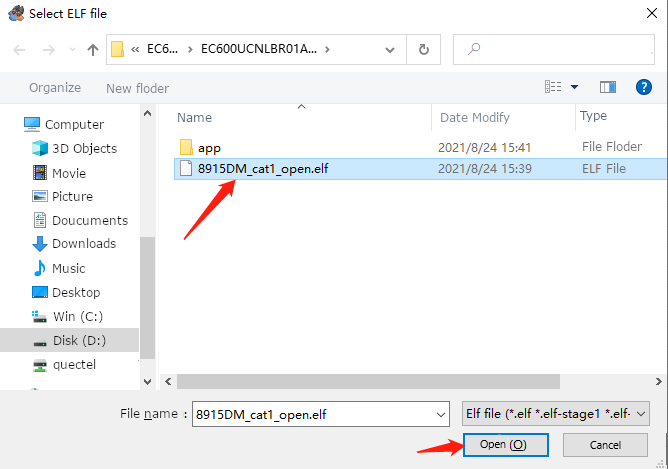 Select ELF file
« EC6... > EC600UCNLBR01A... >
Organize New floder
Name Date Modify Type
Computer
3D Objects
Movie
Picture
Doucuments
Downloads
Music
Desktop
Win (C:)
Disk (D:)
quectel
app 2021/8/24 15:41 File Floder
8915DM_cat1_open.elf 2021/8/24 15:39 ELF File
File name : 8915DM_cat1_open.elf Elf file (*.elf *.elf-stage1 *.elf-
Open (O) Cancel